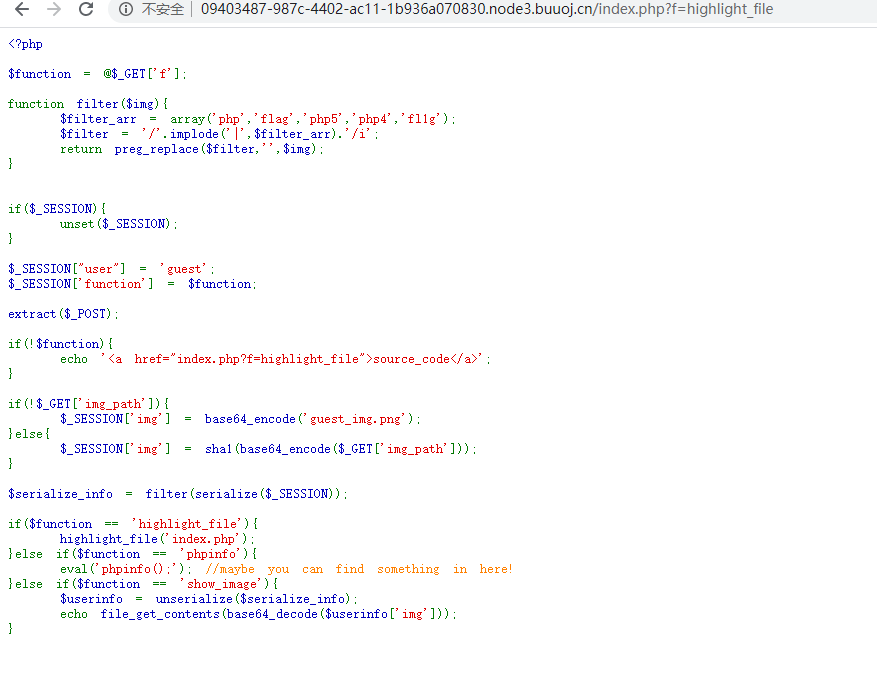 不安全 09403487-987c-4402-ac11-1b936a070830.node3.buuoj.cn/index.php?f=highlight_file
<?php
$function = @$_GET['f'];
function filter($img){
$filter_arr = array('php','flag','php5','php4','fl1g');
$filter = '/'.implode('|',$filter_arr).'/i';
return preg_replace($filter,'',$img);
}
if($_SESSION){
unset($_SESSION);
}
$_SESSION["user"] = 'guest';
$_SESSION['function'] = $function;
extract($_POST);
if(!$function){
echo '<a href="index.php?f=highlight_file">source_code</a>';
}
if(!$_GET['img_path']){
$_SESSION['img'] = base64_encode('guest_img.png');
}else{
$_SESSION['img'] = sha1(base64_encode($_GET['img_path']));
}
$serialize_info = filter(serialize($_SESSION));
if($function == 'highlight_file'){
highlight_file('index.php');
}else if($function == 'phpinfo'){
eval('phpinfo();'); //maybe you can find something in here!
}else if($function == 'show_image'){
$userinfo = unserialize($serialize_info);
echo file_get_contents(base64_decode($userinfo['img']));
}